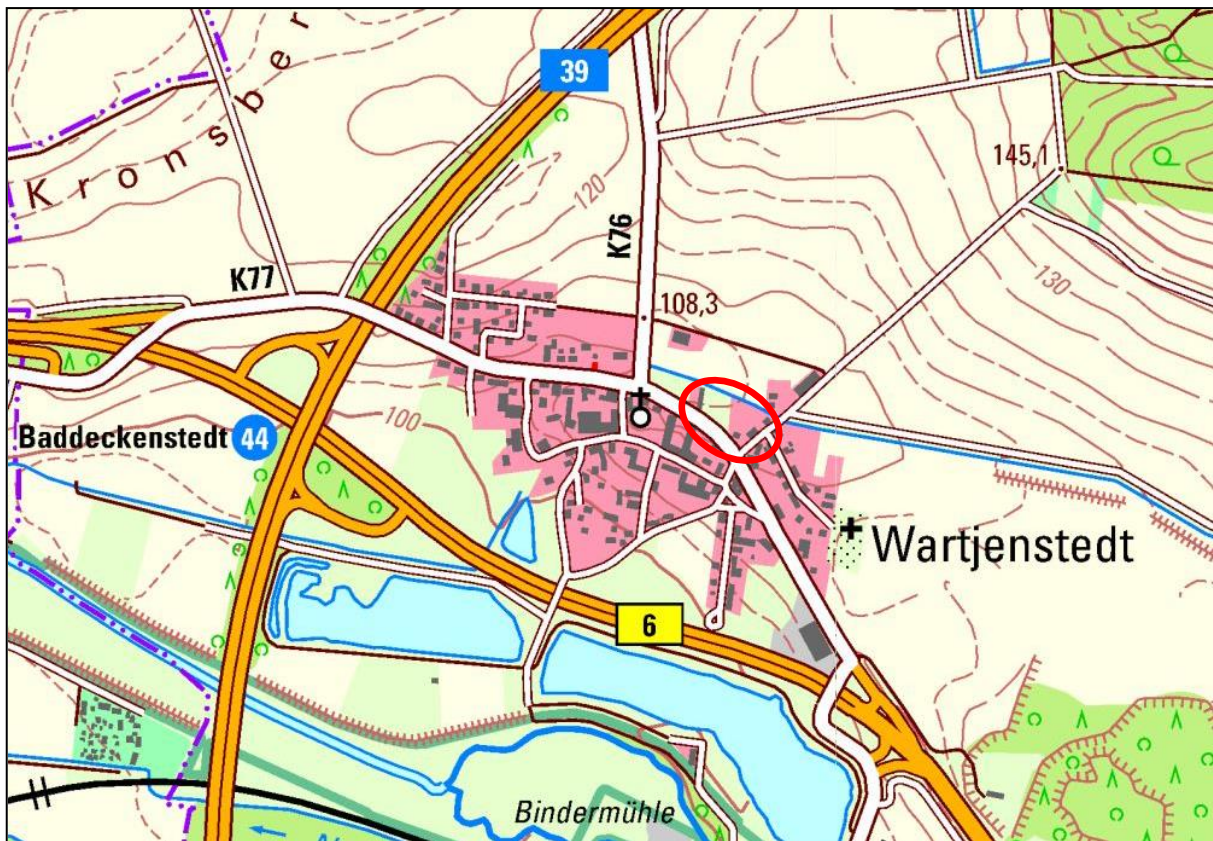 39
Kronsber
145,1
120
K76
K77
130
108,3
100
Baddeckenstedt 44
Wartjenstedt
6
Bindermühle